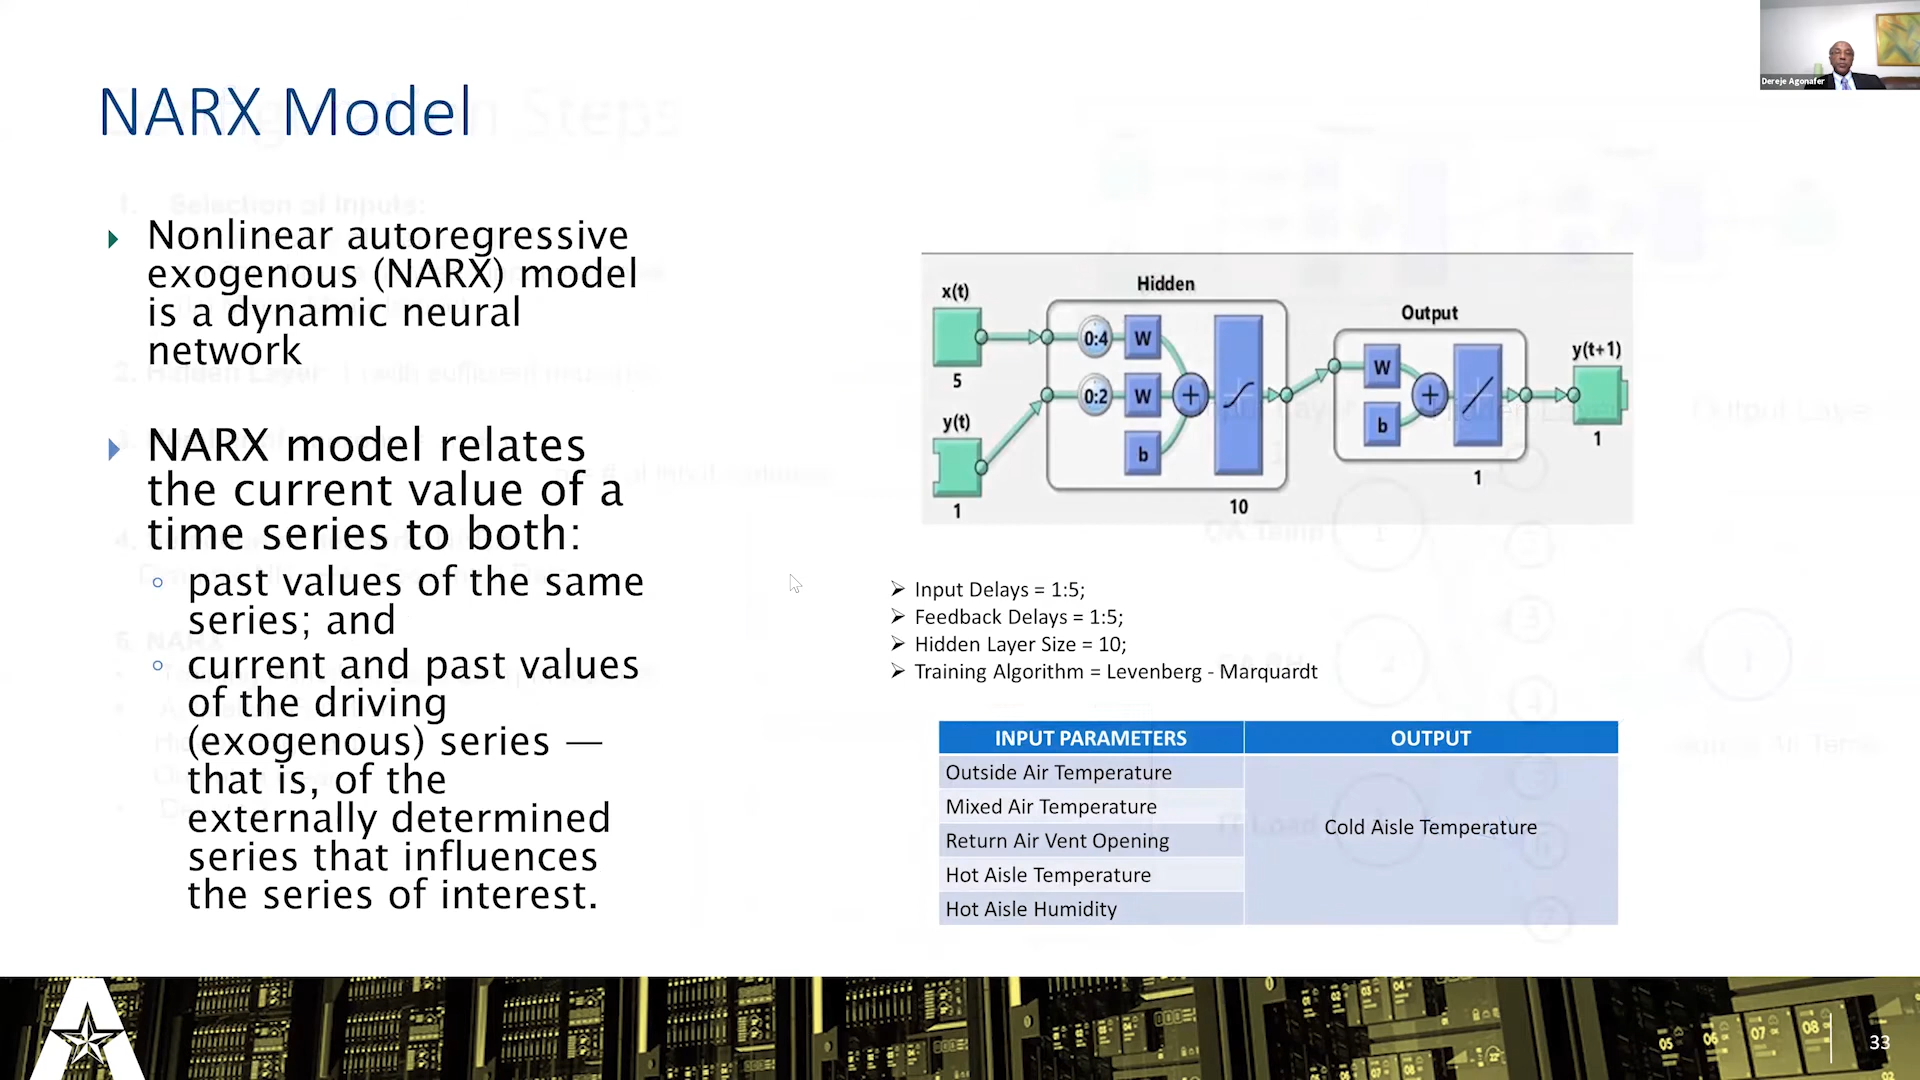 Dereje Agonafer
NARX Model
Nonlinear autoregressive
exogenous (NARX) model
is a dynamic neural
network
NARX model relates
the current value of a
time series to both:
past values of the same
series; and
current and past values
of the driving
(exogenous) series —
that is, of the
externally determined
series that influences
the series of interest.
Hidden
x(t)
Output
0:4
W
y(t+1)
5
0:2
W
+
W
+
y(t)
b
b
1
1
1
10
Input Delays = 1:5;
Feedback Delays = 1:5;
Hidden Layer Size = 10;
Training Algorithm = Levenberg - Marquardt
INPUT PARAMETERS
OUTPUT
Outside Air Temperature
Mixed Air Temperature
Cold Aisle Temperature
Return Air Vent Opening
Hot Aisle Temperature
Hot Aisle Humidity
05
06
07
08
33